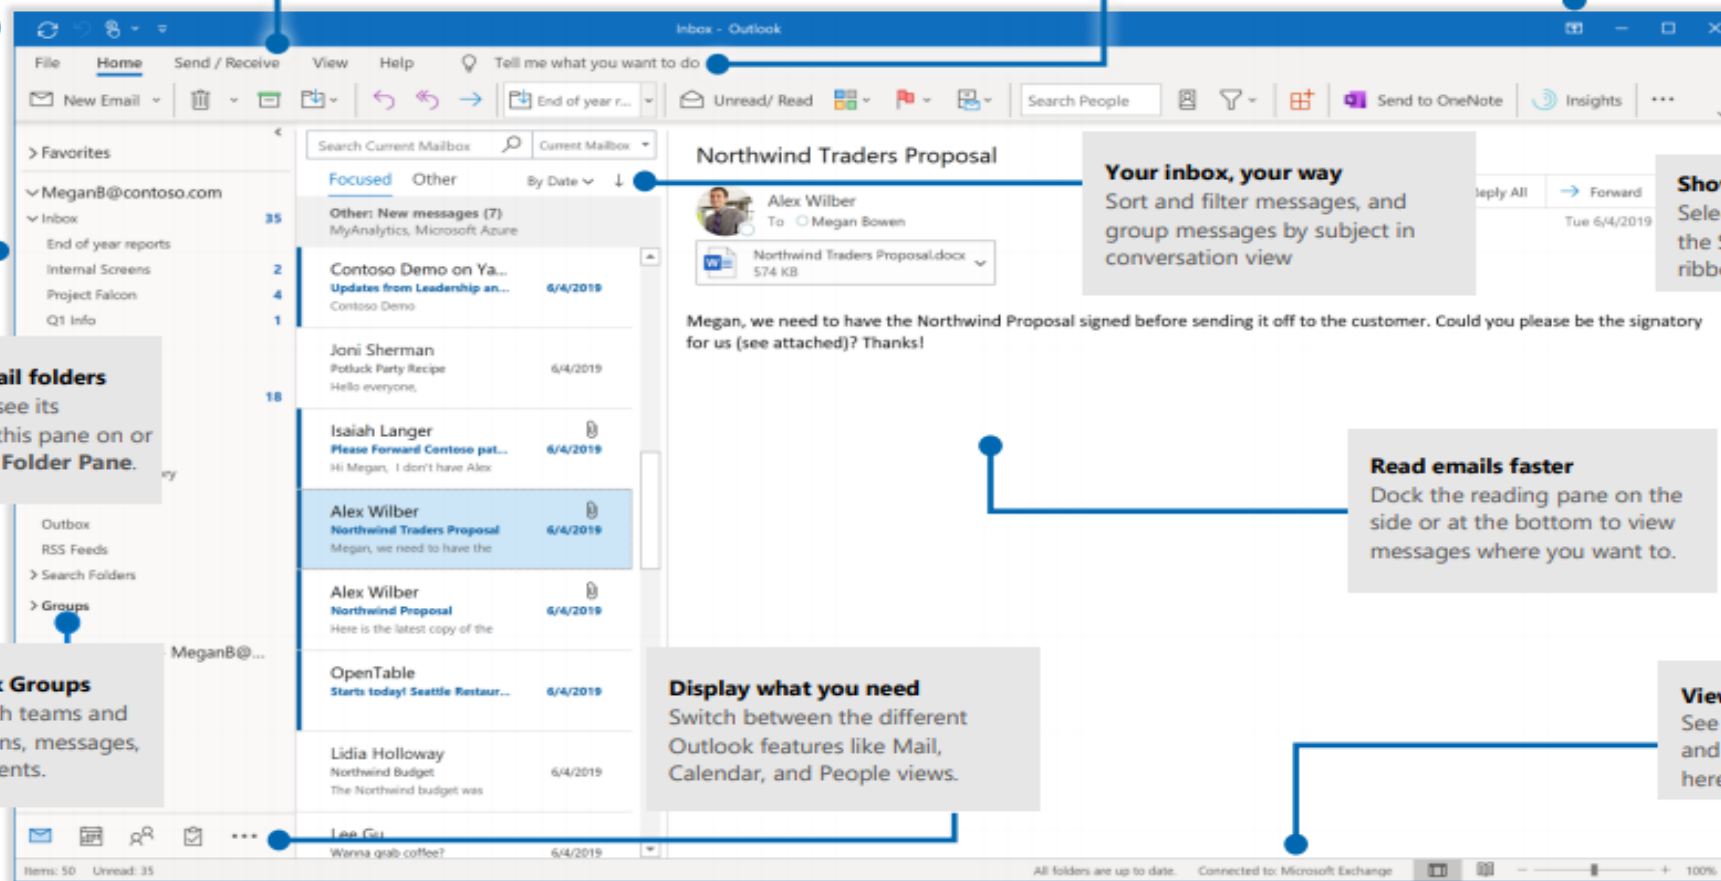 Inbox - Outlook
File Home Send / Receive View Help Tell me what you want to do
New Email End of year r... Unread/ Read Search People Send to OneNote Insights ...
Favorites
MeganB@contoso.com
Inbox 35
End of year reports
Internal Screens 2
Project Falcon 4
Q1 Info 1
ail folders
see its
this pane on or
Folder Pane.
18
ry
Outbox
RSS Feeds
Search Folders
Groups
MeganB@...
Groups
h teams and
ns, messages,
ents.
Items: 50 Unread: 35
Search Current Mailbox Current Mailbox
Focused Other By Date
Other: New messages (7)
MyAnalytics, Microsoft Azure
Contoso Demo on Ya...
Updates from Leadership an... 6/4/2019
Contoso Demo
Joni Sherman
Potluck Party Recipe 6/4/2019
Hello everyone,
Isaiah Langer
Please Forward Contoso pat... 6/4/2019
Hi Megan, I don't have Alex
Alex Wilber
Northwind Traders Proposal 6/4/2019
Megan, we need to have the
Alex Wilber
Northwind Proposal 6/4/2019
Here is the latest copy of the
OpenTable
Starts today! Seattle Restaur... 6/4/2019
Lidia Holloway
Northwind Budget 6/4/2019
The Northwind budget was
Lee Gu
Wanna grab coffee? 6/4/2019
Northwind Traders Proposal
Alex Wilber
To Megan Bowen
Northwind Traders Proposal.docx
574 KB
Reply All Forward
Tue 6/4/2019
Megan, we need to have the Northwind Proposal signed before sending it off to the customer. Could you please be the signatory
for us (see attached)? Thanks!
Your inbox, your way
Sort and filter messages, and
group messages by subject in
conversation view
Sho
Sele
the S
ribb
Read emails faster
Dock the reading pane on the
side or at the bottom to view
messages where you want to.
Display what you need
Switch between the different
Outlook features like Mail,
Calendar, and People views.
View
See
and
here
All folders are up to date. Connected to: Microsoft Exchange 100%